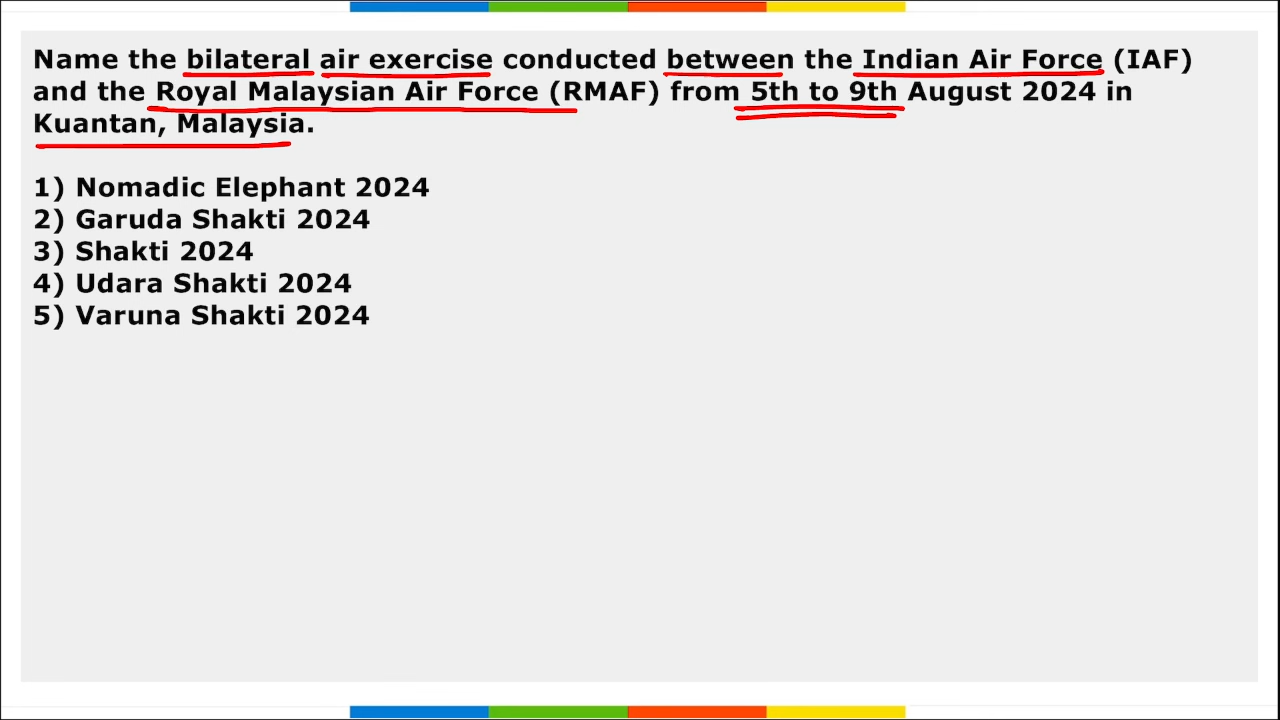 Name the bilateral air exercise conducted between the Indian Air Force (IAF)
and the Royal Malaysian Air Force (RMAF) from 5th to 9th August 2024 in
Kuantan, Malaysia.
1) Nomadic Elephant 2024
2) Garuda Shakti 2024
3) Shakti 2024
4) Udara Shakti 2024
5) Varuna Shakti 2024